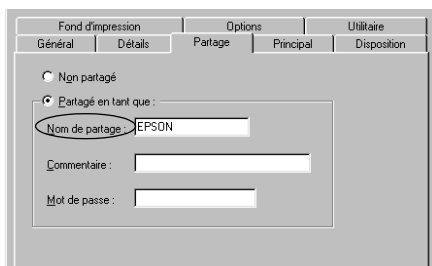 Fond d'impression Options Utilitaire
Général Détails Partage Principal Disposition
Non partagé
Partagé en tant que :
Nom de partage : EPSON
Commentaire :
Mot de passe :